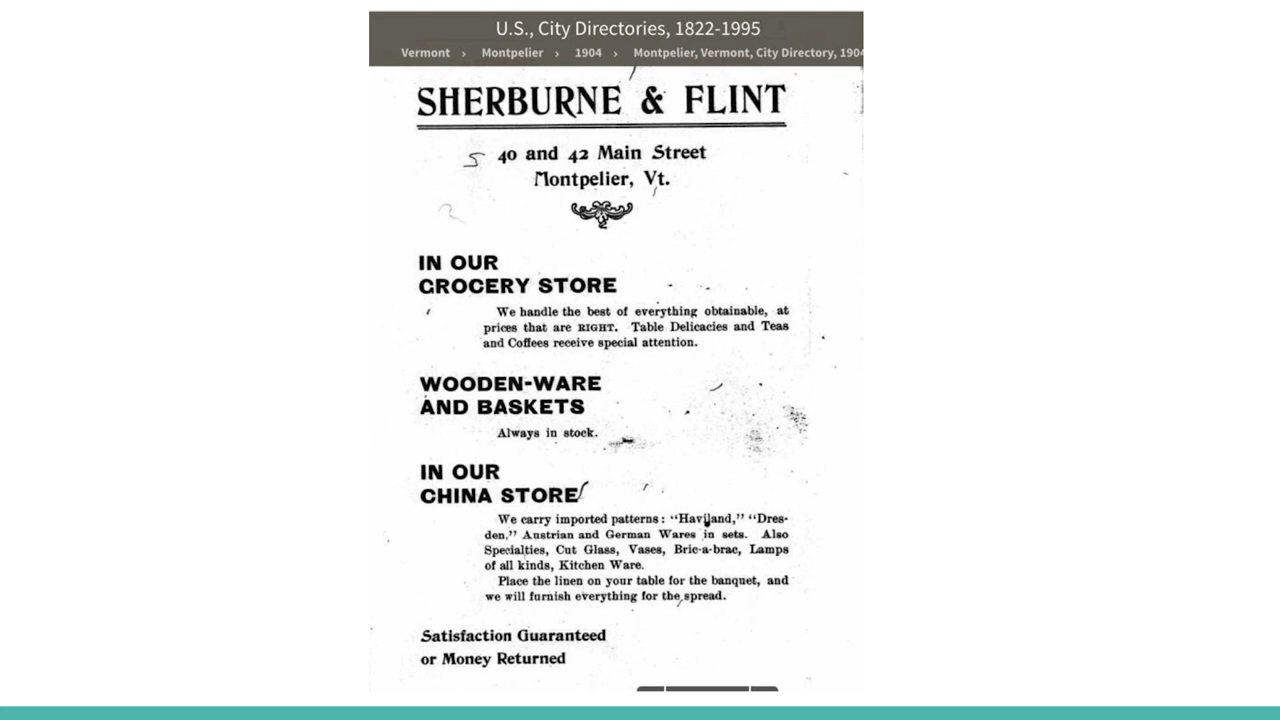 U.S., City Directories, 1822-1995
Vermont › Montpelier › 1904 › Montpelier, Vermont, City Directory, 1904
SHERBURNE & FLINT
40 and 42 Main Street
Montpelier, Vt.
IN OUR
GROCERY STORE
We handle the best of everything obtainable, at
prices that are RIGHT. Table Delicacies and Teas
and Coffees receive special attention.
WOODEN-WARE
AND BASKETS
Always in stock.
IN OUR
CHINA STORE
We carry imported patterns: “Haviland,” “Dres-
den,” Austrian and German Wares in sets. Also
Specialties, Cut Glass, Vases, Bric-a-brac, Lamps
of all kinds, Kitchen Ware.
Place the linen on your table for the banquet, and
we will furnish everything for the spread.
Satisfaction Guaranteed
or Money Returned